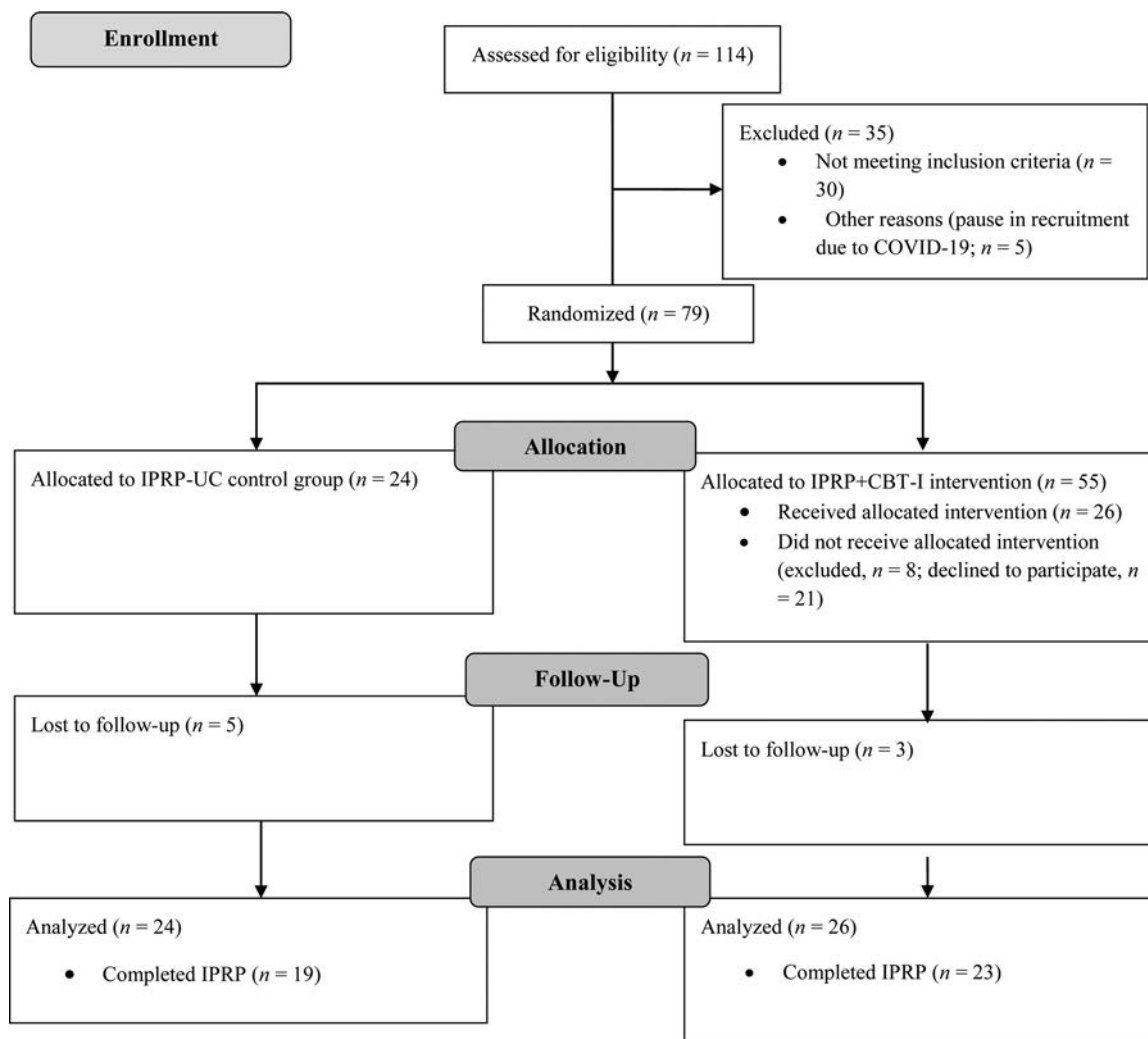 Enrollment
Assessed for eligibility (n = 114)
Excluded (n = 35)
• Not meeting inclusion criteria (n =
30)
• Other reasons (pause in recruitment
due to COVID-19; n = 5)
Randomized (n = 79)
Allocation
Allocated to IPRP-UC control group (n = 24)
Allocated to IPRP+CBT-I intervention (n = 55)
• Received allocated intervention (n = 26)
• Did not receive allocated intervention
(excluded, n = 8; declined to participate, n
= 21)
Follow-Up
Lost to follow-up (n = 5)
Lost to follow-up (n = 3)
Analysis
Analyzed (n = 24)
• Completed IPRP (n = 19)
Analyzed (n = 26)
• Completed IPRP (n = 23)